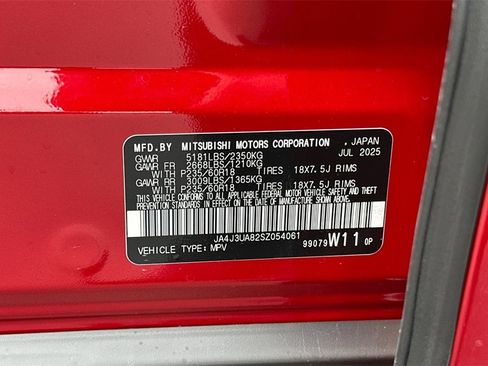 MFD.BY MITSUBISHI MOTORS CORPORATION , JAPAN
GVWR 5181LBS/2350KG JUL 2025
GAWR FR 2668LBS/1210KG
WITH P235/60R18 TIRES 18X7.5J RIMS
GAWR RR 3009LBS/1365KG
WITH P235/60R18 TIRES 18X7.5J RIMS
THIS VEHICLE CONFORMS TO ALL APPLICABLE
FEDERAL MOTOR VEHICLE SAFETY AND THEFT
PREVENTION STANDARDS IN EFFECT ON THE DATE
OF MANUFACTURE SHOWN ABOVE.
JA4J3UA82SZ054061
VEHICLE TYPE: MPV 99079 W11 0P